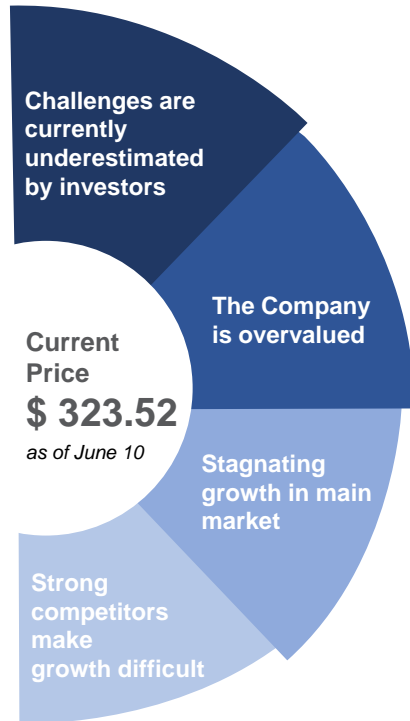 Challenges are
currently
underestimated
by investors
The Company
is overvalued
Current
Price
$ 323.52
as of June 10
Stagnating
growth in main
market
Strong
competitors
make
growth difficult